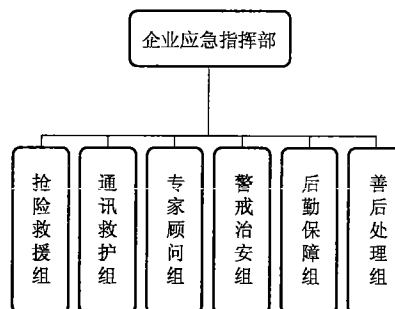 企业应急指挥部
抢险救援组
通讯救护组
专家顾问组
警戒治安组
后勤保障组
善后处理组